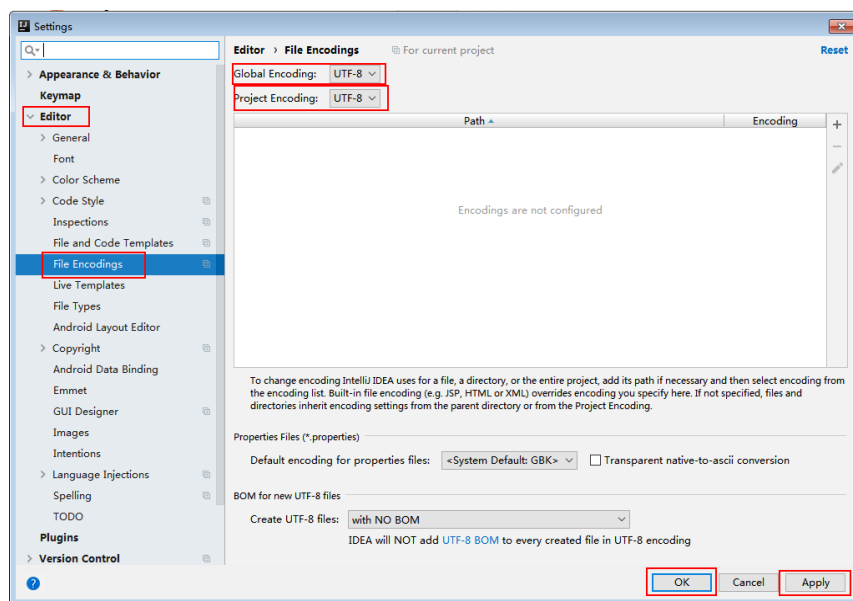 Settings
Editor › File Encodings For current project Reset
Appearance & Behavior
Global Encoding: UTF-8
Keymap
Project Encoding: UTF-8
Editor
Path Encoding
General
Font
Color Scheme
Code Style
Encodings are not configured
Inspections
File and Code Templates
File Encodings
Live Templates
File Types
Android Layout Editor
Copyright
Android Data Binding
Emmet
GUI Designer
Images
Intentions
Language Injections
Spelling
TODO
Plugins
Version Control
To change encoding IntelliJ IDEA uses for a file, a directory, or the entire project, add its path if necessary and then select encoding from
the encoding list. Built-in file encoding (e.g. JSP, HTML or XML) overrides encoding you specify here. If not specified, files and
directories inherit encoding settings from the parent directory or from the Project Encoding.
Properties Files (*.properties)
Default encoding for properties files: <System Default: GBK> Transparent native-to-ascii conversion
BOM for new UTF-8 files
Create UTF-8 files: with NO BOM
IDEA will NOT add UTF-8 BOM to every created file in UTF-8 encoding
? OK Cancel Apply